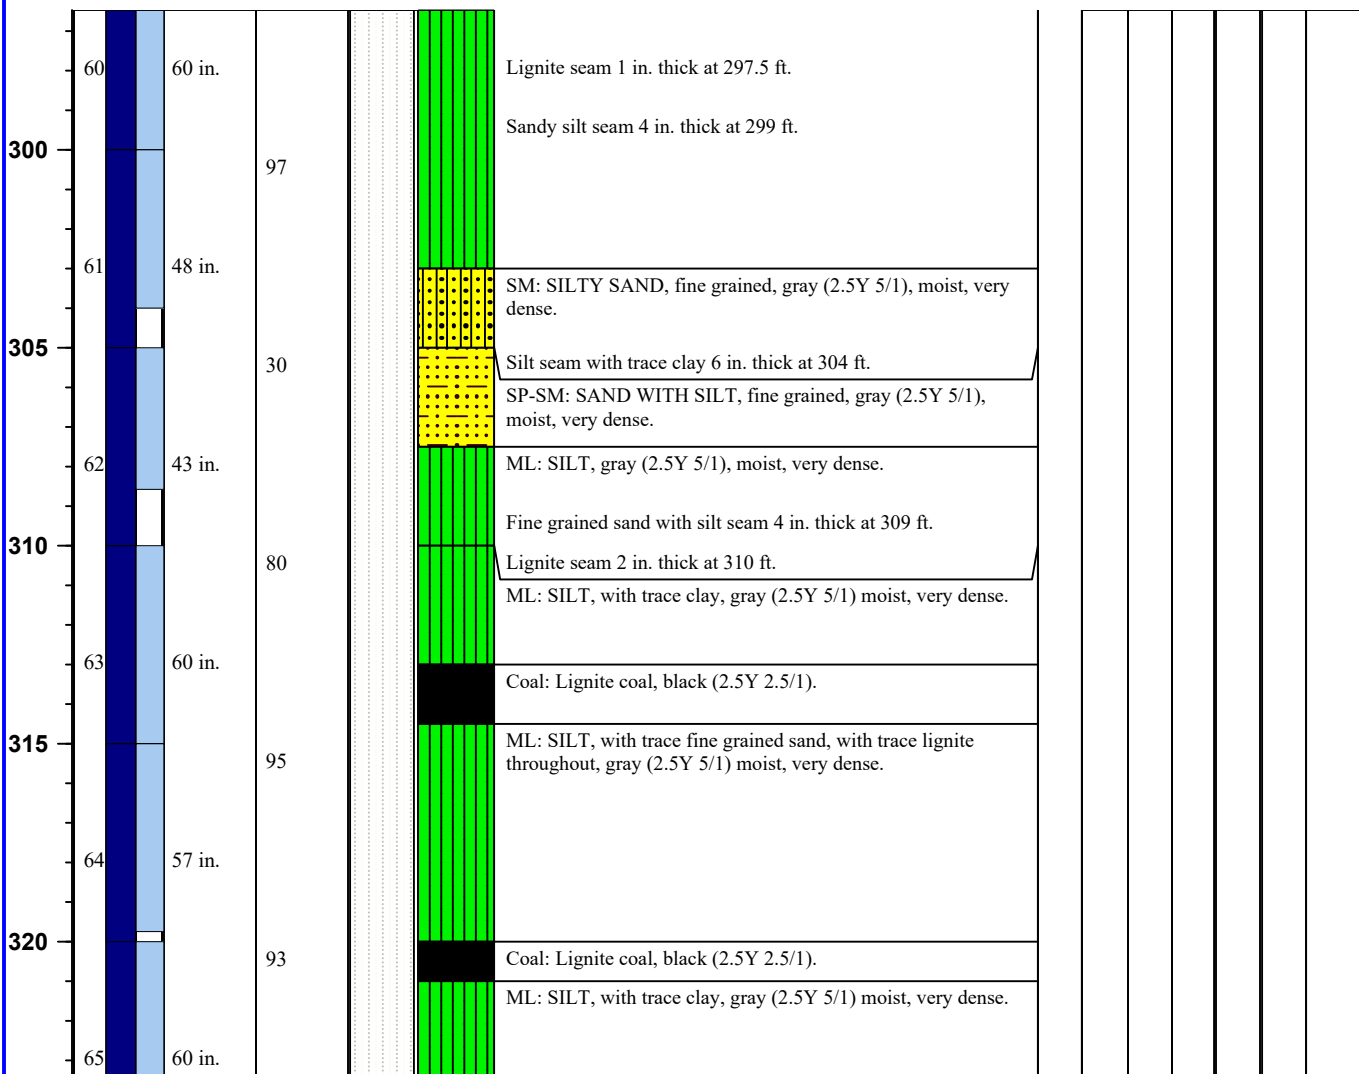 60 60 in. Lignite seam 1 in. thick at 297.5 ft.
Sandy silt seam 4 in. thick at 299 ft.
300
97
61 48 in.
SM: SILTY SAND, fine grained, gray (2.5Y 5/1), moist, very
dense.
305
30 Silt seam with trace clay 6 in. thick at 304 ft.
SP-SM: SAND WITH SILT, fine grained, gray (2.5Y 5/1),
moist, very dense.
62 43 in. ML: SILT, gray (2.5Y 5/1), moist, very dense.
Fine grained sand with silt seam 4 in. thick at 309 ft.
310
80 Lignite seam 2 in. thick at 310 ft.
ML: SILT, with trace clay, gray (2.5Y 5/1) moist, very dense.
63 60 in.
Coal: Lignite coal, black (2.5Y 2.5/1).
315 ML: SILT, with trace fine grained sand, with trace lignite
95 throughout, gray (2.5Y 5/1) moist, very dense.
64 57 in.
320
93 Coal: Lignite coal, black (2.5Y 2.5/1).
ML: SILT, with trace clay, gray (2.5Y 5/1) moist, very dense.
65 60 in.